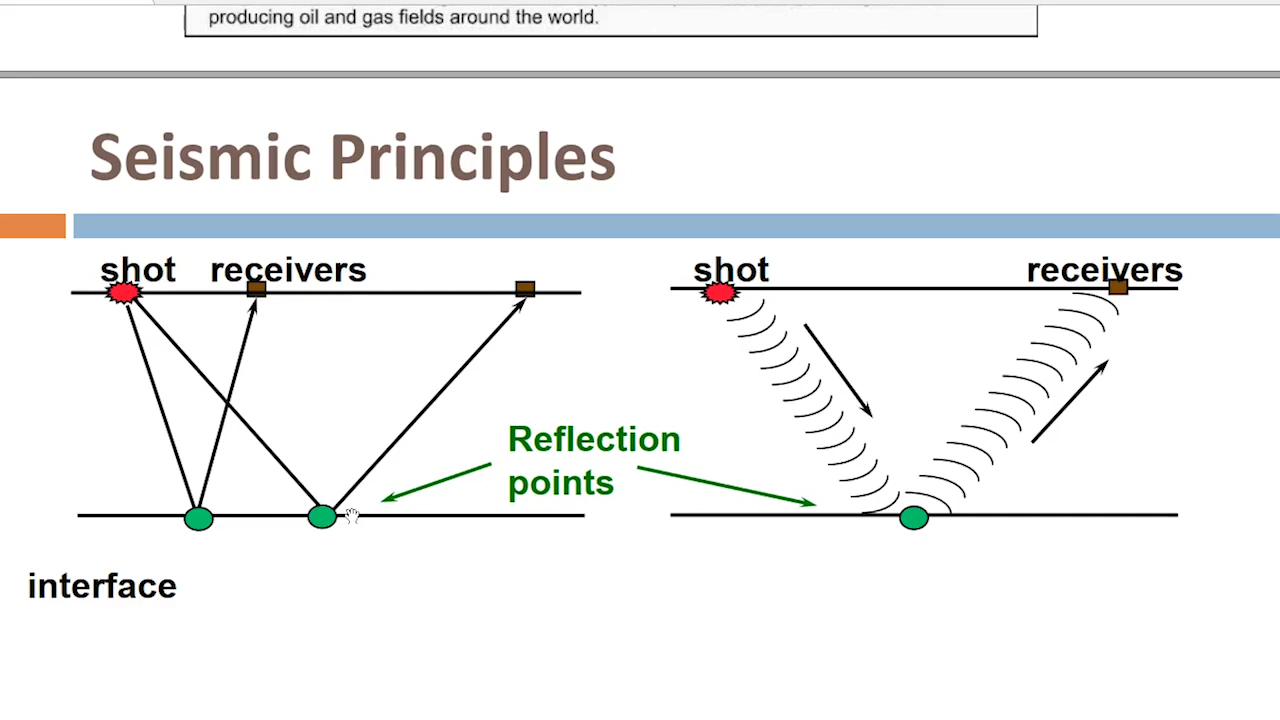 producing oil and gas fields around the world.
Seismic Principles
shot receivers
shot receivers
Reflection
points
interface